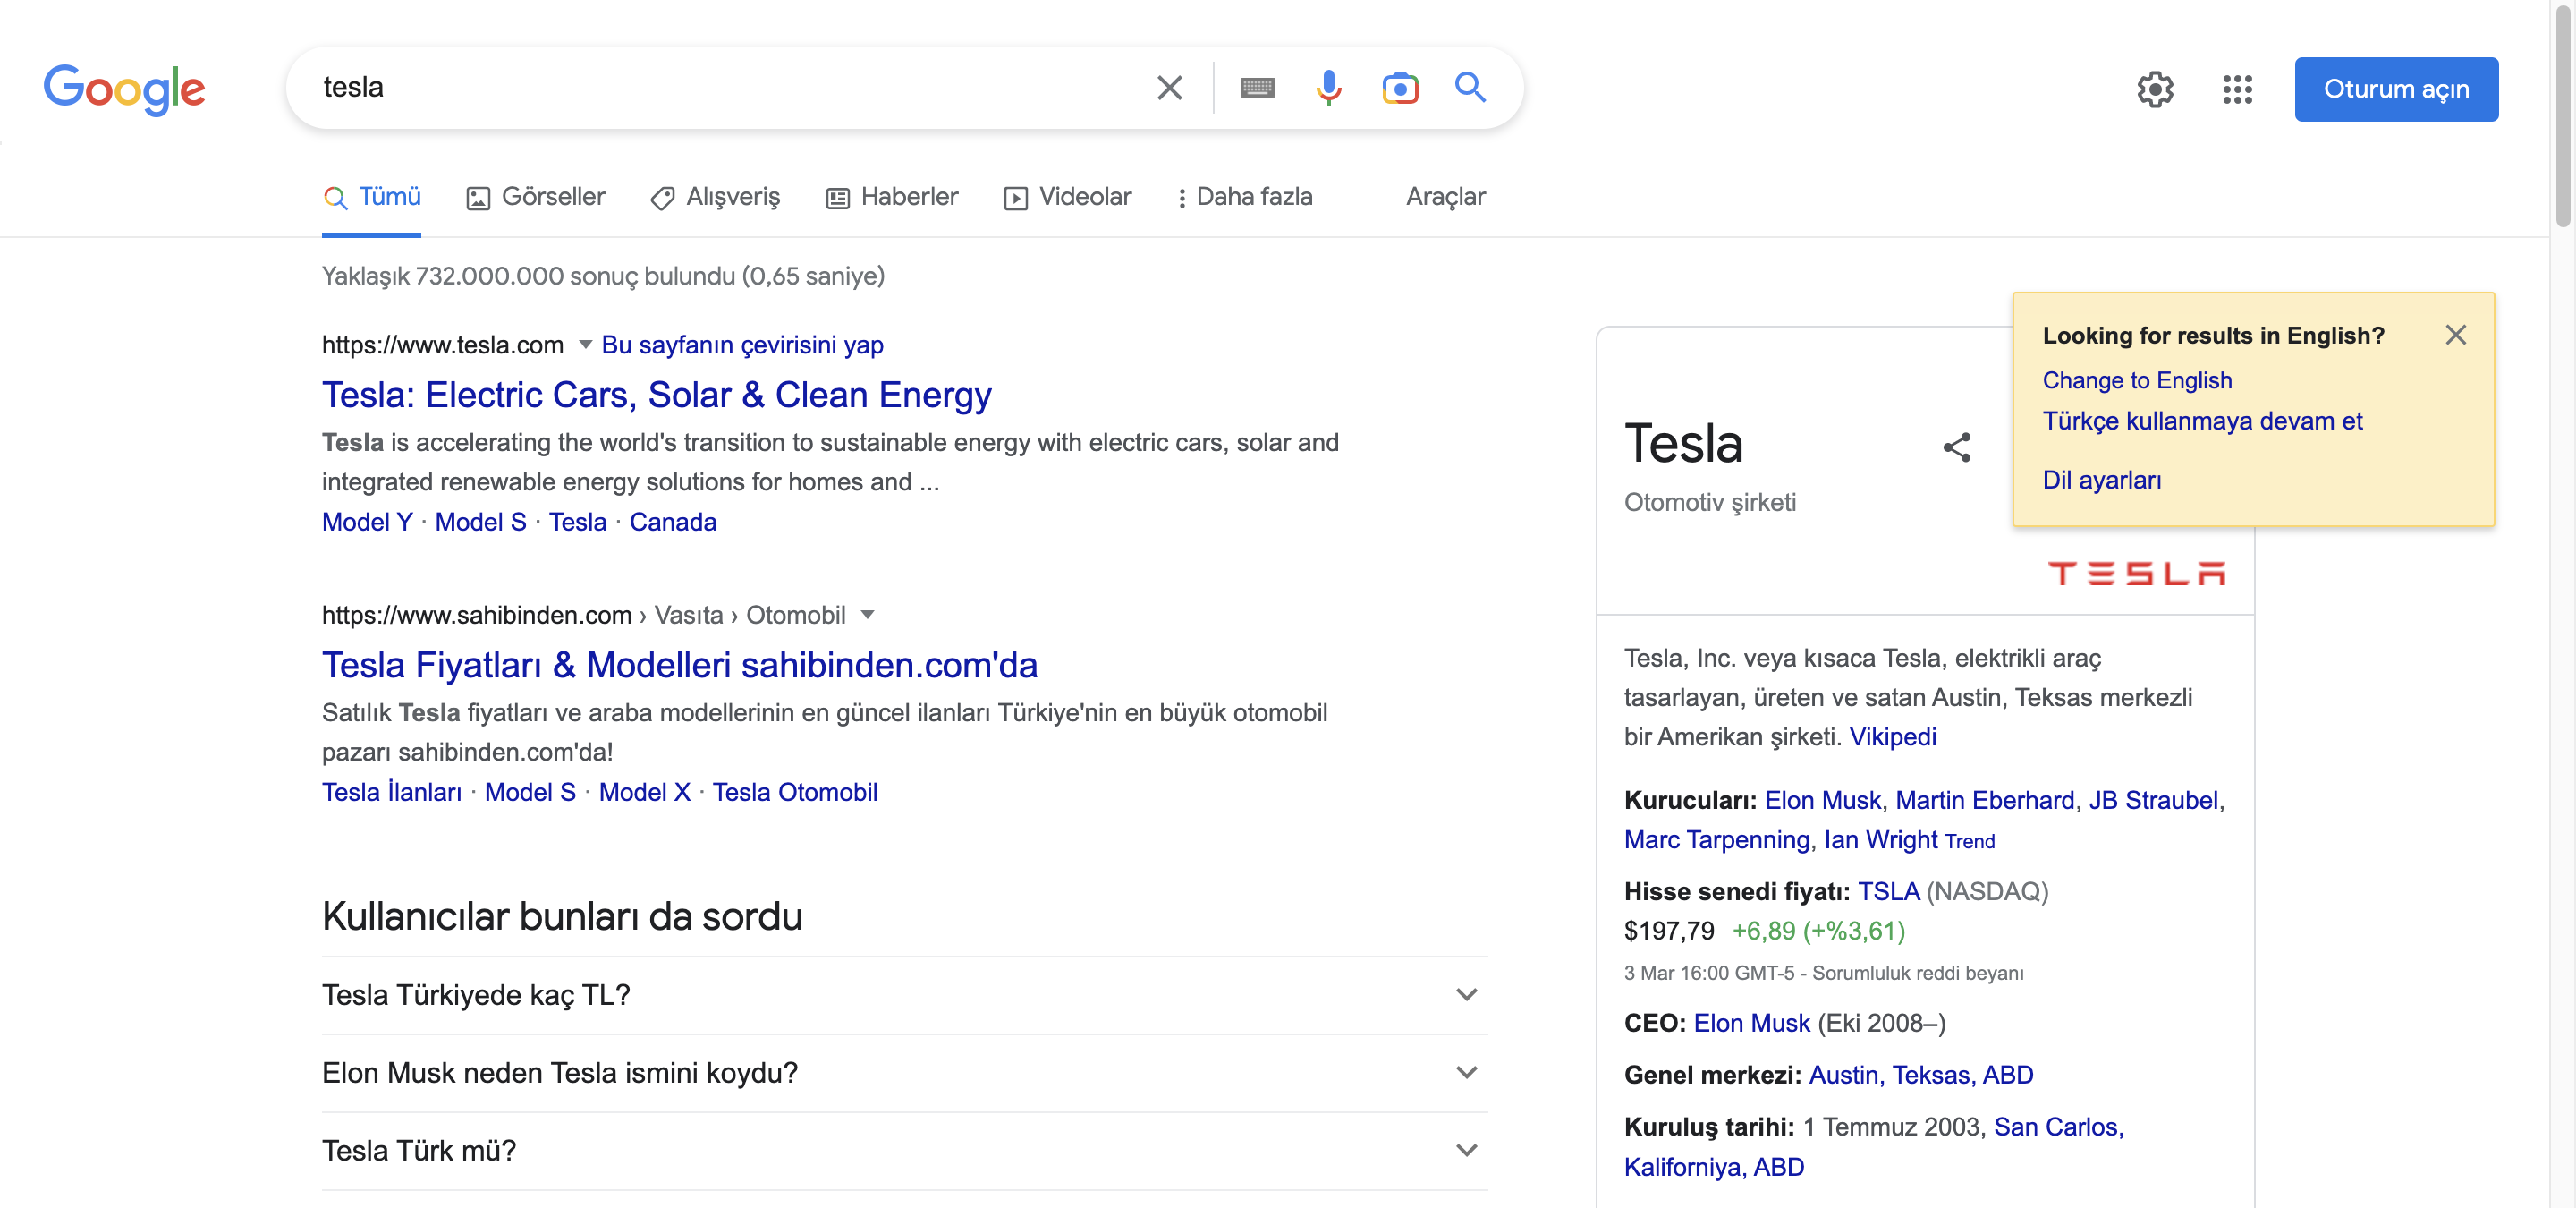 Google
tesla
Oturum açın
Tümü
Görseller
Alışveriş
Haberler
Videolar
Daha fazla
Araçlar
Yaklaşık 732.000.000 sonuç bulundu (0,65 saniye)
https://www.tesla.com Bu sayfanın çevirisini yap
Tesla: Electric Cars, Solar & Clean Energy
Tesla is accelerating the world's transition to sustainable energy with electric cars, solar and
integrated renewable energy solutions for homes and ...
Model Y · Model S · Tesla · Canada
https://www.sahibinden.com › Vasıta › Otomobil
Tesla Fiyatları & Modelleri sahibinden.com'da
Satılık Tesla fiyatları ve araba modellerinin en güncel ilanları Türkiye'nin en büyük otomobil
pazarı sahibinden.com'da!
Tesla İlanları · Model S · Model X · Tesla Otomobil
Kullanıcılar bunları da sordu
Tesla Türkiyede kaç TL?
Elon Musk neden Tesla ismini koydu?
Tesla Türk mü?
Looking for results in English?
Change to English
Türkçe kullanmaya devam et
Dil ayarları
Tesla
Otomotiv şirketi
TESLA
Tesla, Inc. veya kısaca Tesla, elektrikli araç
tasarlayan, üreten ve satan Austin, Teksas merkezli
bir Amerikan şirketi. Vikipedi
Kurucuları: Elon Musk, Martin Eberhard, JB Straubel,
Marc Tarpenning, Ian Wright Trend
Hisse senedi fiyatı: TSLA (NASDAQ)
$197,79 +6,89 (+%3,61)
3 Mar 16:00 GMT-5 - Sorumluluk reddi beyanı
CEO: Elon Musk (Eki 2008–)
Genel merkezi: Austin, Teksas, ABD
Kuruluş tarihi: 1 Temmuz 2003, San Carlos,
Kaliforniya, ABD